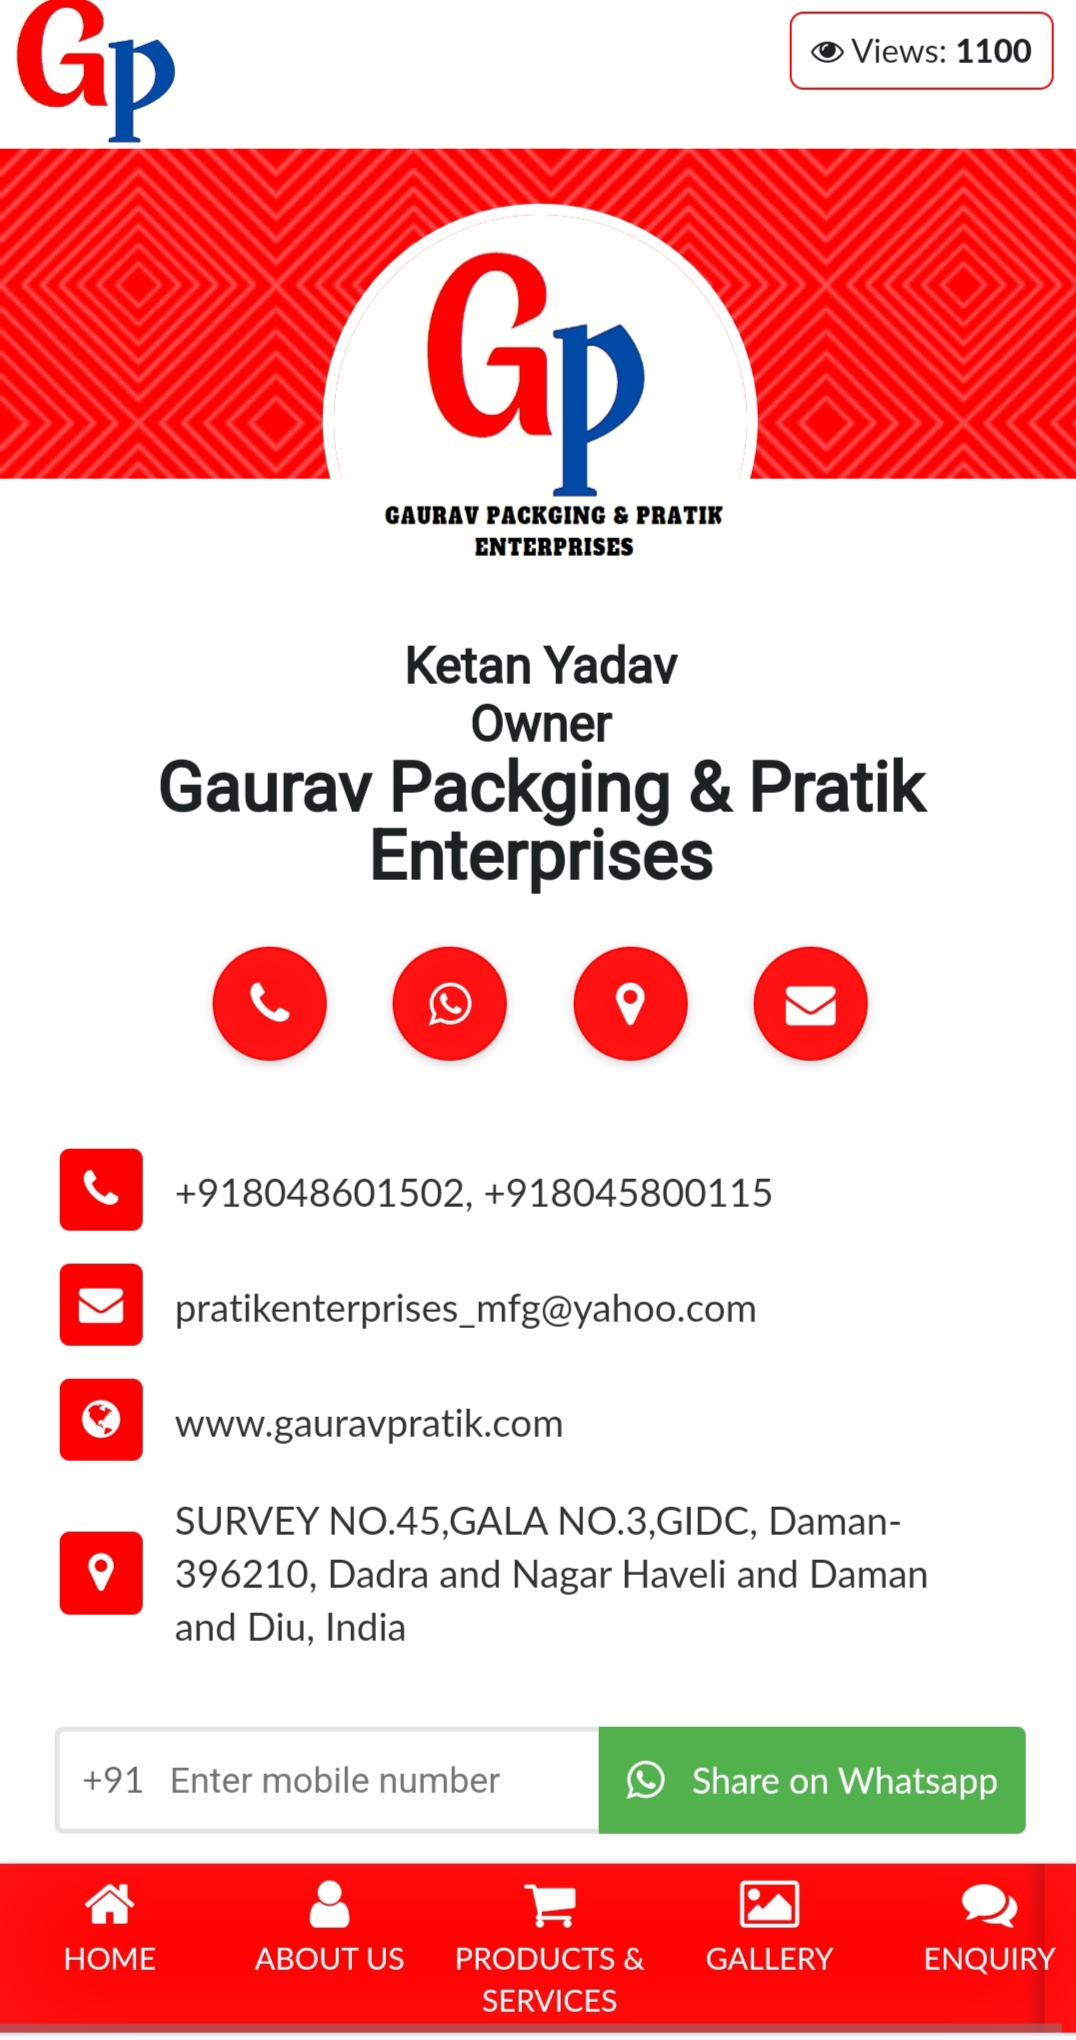 Gp
Views: 1100
Gp
GAURAV PACKGING & PRATIK
ENTERPRISES
Ketan Yadav
Owner
Gaurav Packging & Pratik
Enterprises
+918048601502, +918045800115
pratikenterprises_mfg@yahoo.com
www.gauravpratik.com
SURVEY NO.45,GALA NO.3,GIDC, Daman-
396210, Dadra and Nagar Haveli and Daman
and Diu, India
+91 Enter mobile number
Share on Whatsapp
HOME
ABOUT US
PRODUCTS &
SERVICES
GALLERY
ENQUIRY